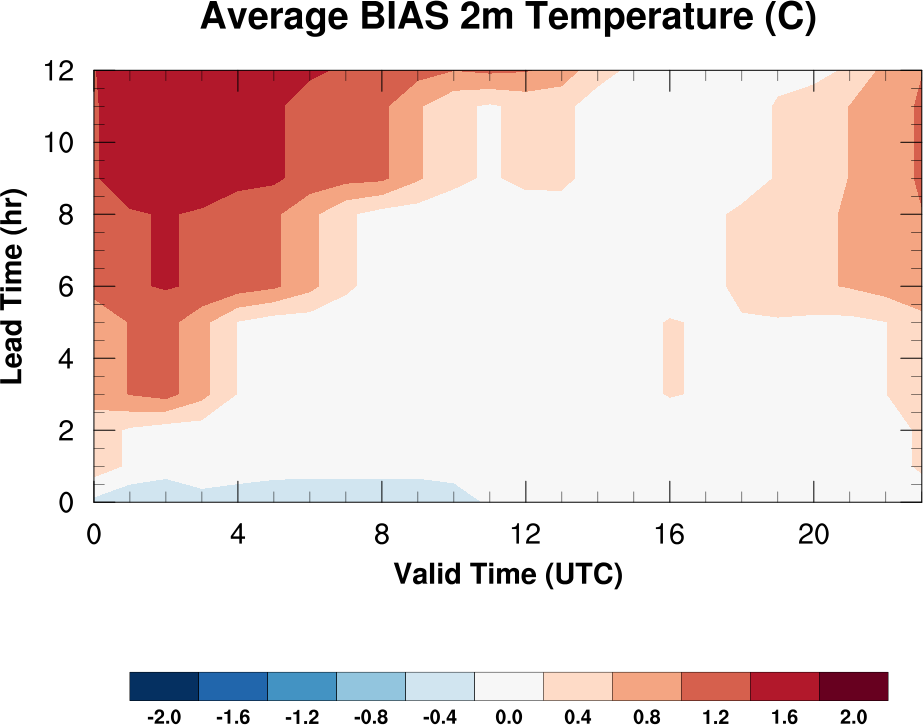 Average BIAS 2m Temperature (C)
12
10
8
6
4
2
0
Lead Time (hr)
0 4 8 12 16 20
Valid Time (UTC)
-2.0 -1.6 -1.2 -0.8 -0.4 0.0 0.4 0.8 1.2 1.6 2.0